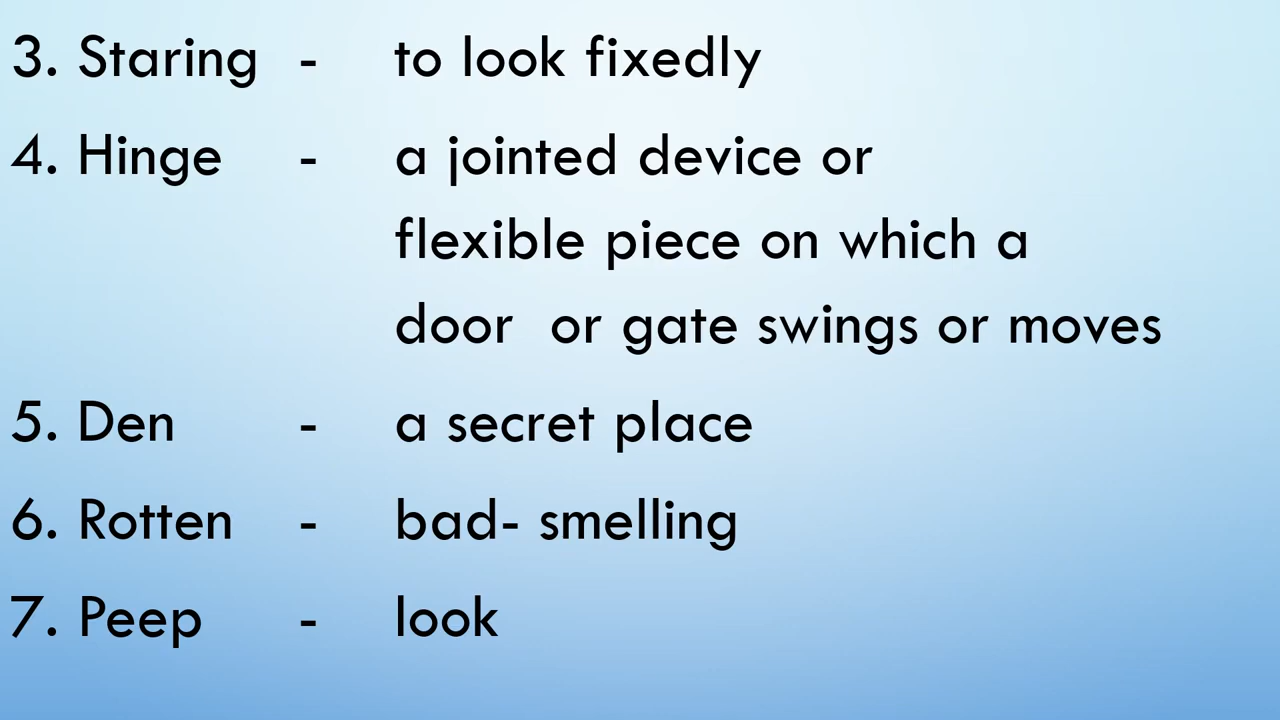 3. Staring - to look fixedly
4. Hinge - a jointed device or
flexible piece on which a
door or gate swings or moves
5. Den - a secret place
6. Rotten - bad- smelling
7. Peep - look